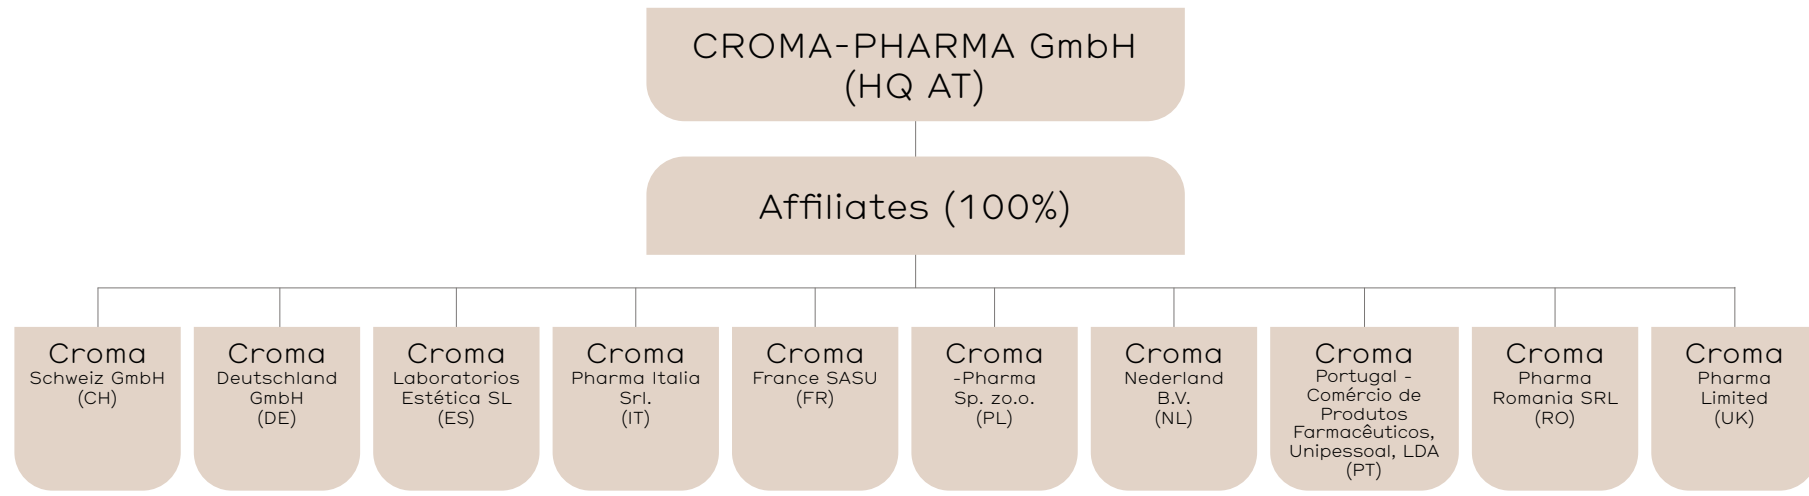 CROMA-PHARMA GmbH
(HQ AT)
Affiliates (100%)
Croma
Schweiz GmbH
(CH)
Croma
Deutschland
GmbH
(DE)
Croma
Laboratorios
Estética SL
(ES)
Croma
Pharma Italia
Srl.
(IT)
Croma
France SASU
(FR)
Croma
-Pharma
Sp. zo.o.
(PL)
Croma
Nederland
B.V.
(NL)
Croma
Portugal -
Comércio de
Produtos
Farmacêuticos,
Unipessoal, LDA
(PT)
Croma
Pharma
Romania SRL
(RO)
Croma
Pharma
Limited
(UK)